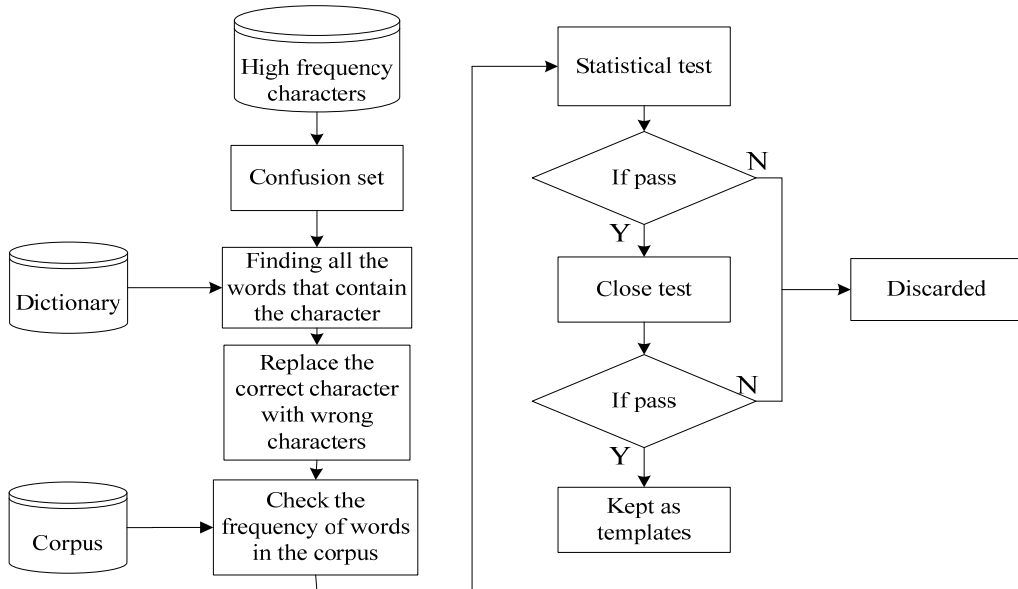 High frequency
characters
Confusion set
Dictionary
Finding all the
words that contain
the character
Replace the
correct character
with wrong
characters
Corpus
Check the
frequency of words
in the corpus
Statistical test
If pass
N
Y
Close test
Discarded
If pass
N
Y
Kept as
templates